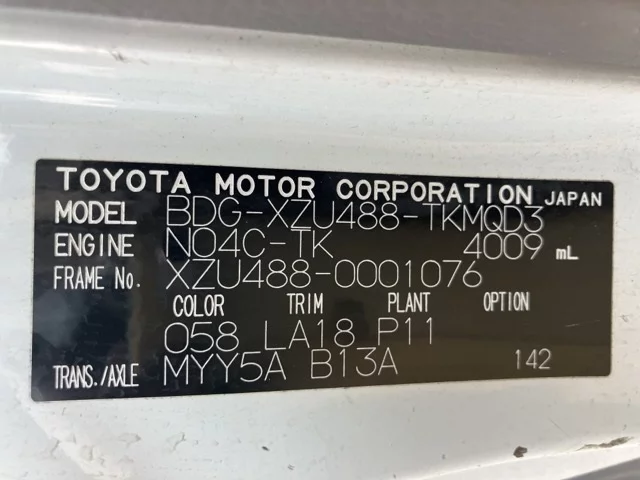 TOYOTA MOTOR CORPORATION JAPAN
MODEL BDG-XZU488-TKMQD3
ENGINE N04C-TK 4009 mL
FRAME No. XZU488-0001076
COLOR TRIM PLANT OPTION
058 LA18 P11
TRANS./AXLE MYY5A B13A 142